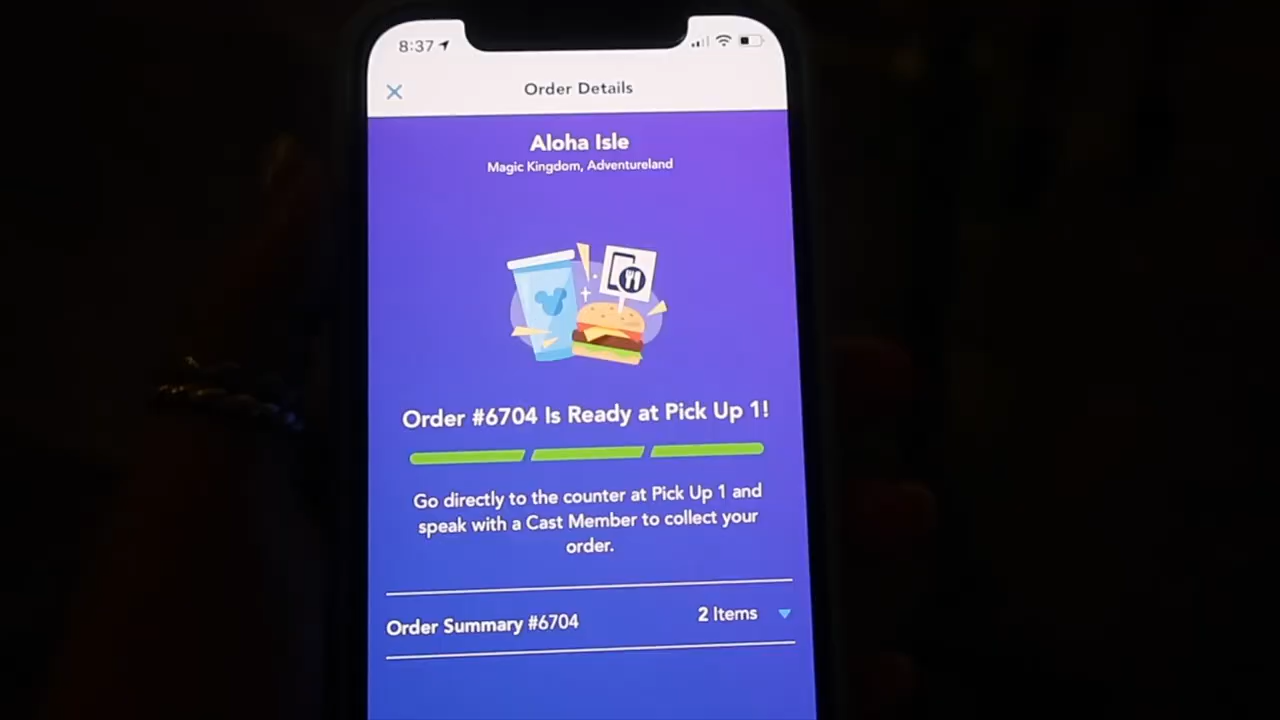 8:37
Order Details
Aloha Isle
Magic Kingdom, Adventureland
Order #6704 Is Ready at Pick Up 1!
Go directly to the counter at Pick Up 1 and
speak with a Cast Member to collect your
order.
Order Summary #6704 2 Items